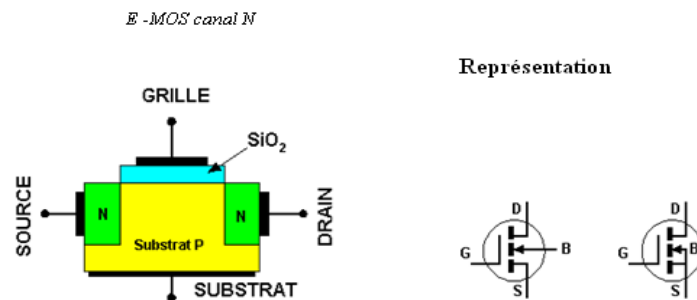 E -MOS canal N
Représentation
GRILLE
SiO₂
SOURCE
N
N
DRAIN
Substrat P
SUBSTRAT
D
G
B
S
D
G
B
S